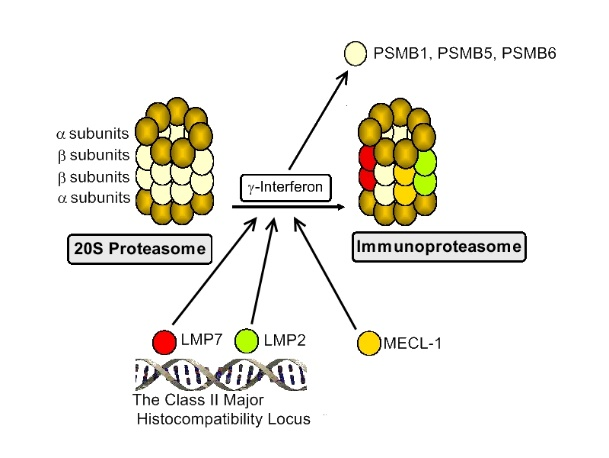 PSMB1, PSMB5, PSMB6
α subunits
β subunits
β subunits
α subunits
γ-Interferon
20S Proteasome
Immunoproteasome
LMP7
LMP2
MECL-1
The Class II Major
Histocompatibility Locus